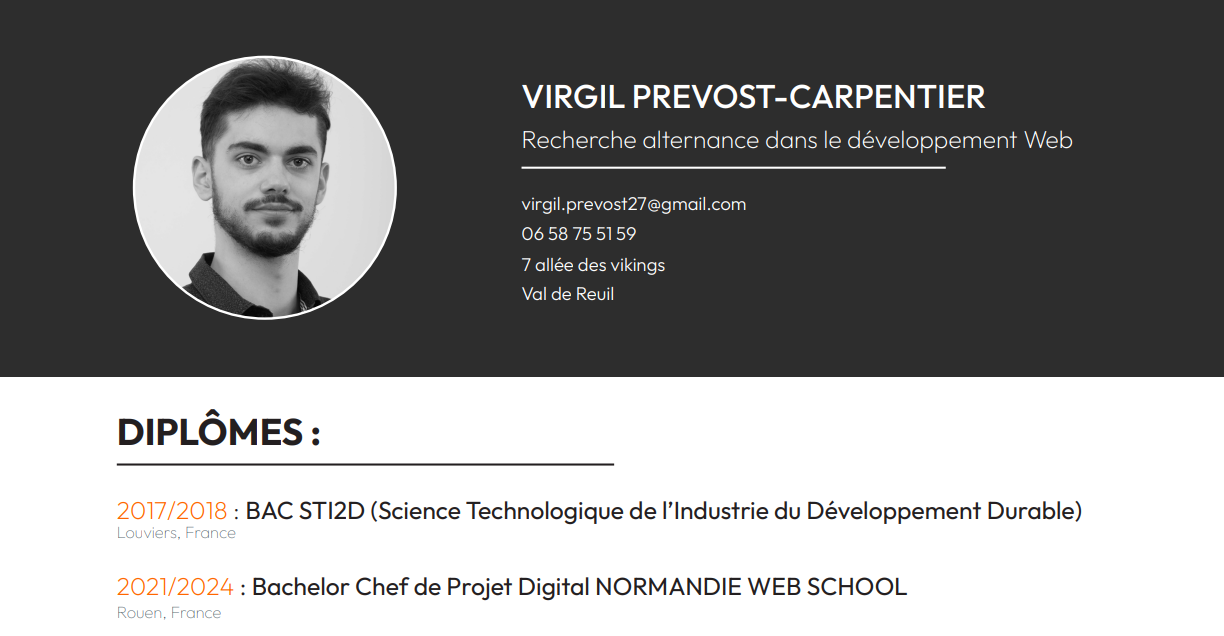 VIRGIL PREVOST-CARPENTIER
Recherche alternance dans le développement Web
virgil.prevost27@gmail.com
06 58 75 51 59
7 allée des vikings
Val de Reuil
DIPLÔMES :
2017/2018 : BAC STI2D (Science Technologique de l’Industrie du Développement Durable)
Louviers, France
2021/2024 : Bachelor Chef de Projet Digital NORMANDIE WEB SCHOOL
Rouen, France